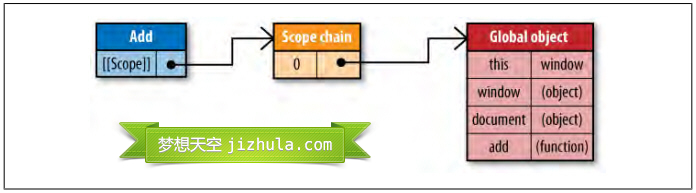 Add
[[Scope]]
Scope chain
0
Global object
this window
window (object)
document (object)
add (function)
梦想天空 jizhula.com